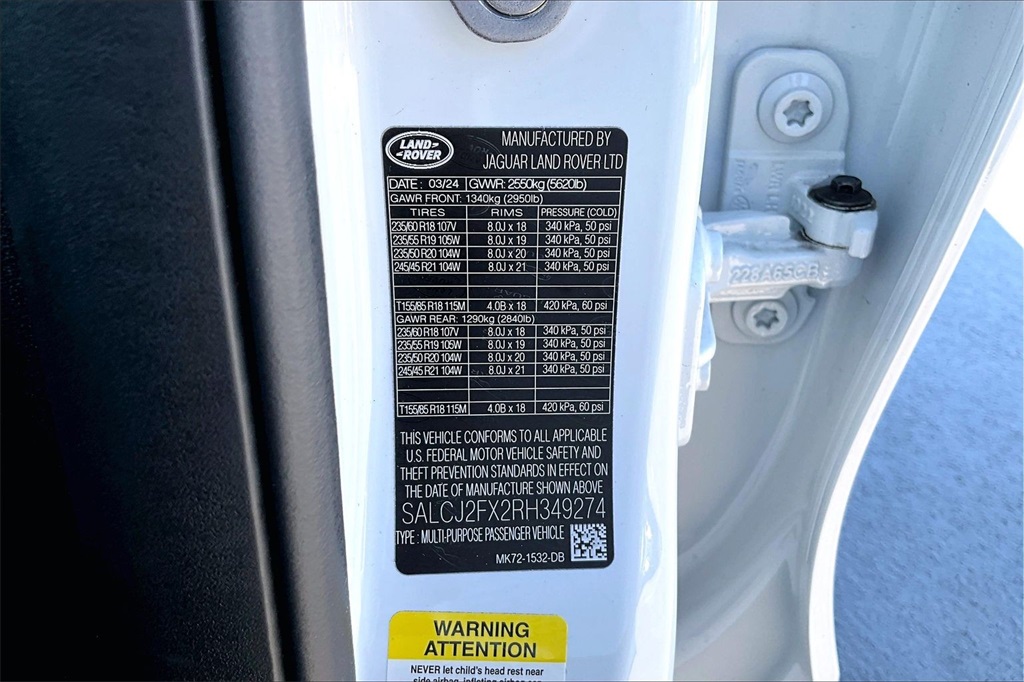 LAND-
-ROVER
MANUFACTURED BY
JAGUAR LAND ROVER LTD
DATE: 03/24 GVWR: 2550kg (5620lb)
GAWR FRONT: 1340kg (2950lb)
TIRES RIMS PRESSURE (COLD)
235/60 R18 107V 8.0J x 18 340 kPa, 50 psi
235/55 R19 105W 8.0J x 19 340 kPa, 50 psi
235/50 R20 104W 8.0J x 20 340 kPa, 50 psi
245/45 R21 104W 8.0J x 21 340 kPa, 50 psi
T155/85 R18 115M 4.0B x 18 420 kPa, 60 psi
GAWR REAR: 1290kg (2840lb)
235/60 R18 107V 8.0J x 18 340 kPa, 50 psi
235/55 R19 105W 8.0J x 19 340 kPa, 50 psi
235/50 R20 104W 8.0J x 20 340 kPa, 50 psi
245/45 R21 104W 8.0J x 21 340 kPa, 50 psi
T155/85 R18 115M 4.0B x 18 420 kPa, 60 psi
THIS VEHICLE CONFORMS TO ALL APPLICABLE
U.S. FEDERAL MOTOR VEHICLE SAFETY AND
THEFT PREVENTION STANDARDS IN EFFECT ON
THE DATE OF MANUFACTURE SHOWN ABOVE
SALCJ2FX2RH349274
TYPE: MULTI-PURPOSE PASSENGER VEHICLE
MK72-1532-DB
WARNING
ATTENTION
NEVER let child's head rest near
side airbag, inflating airbag can
228A65CB